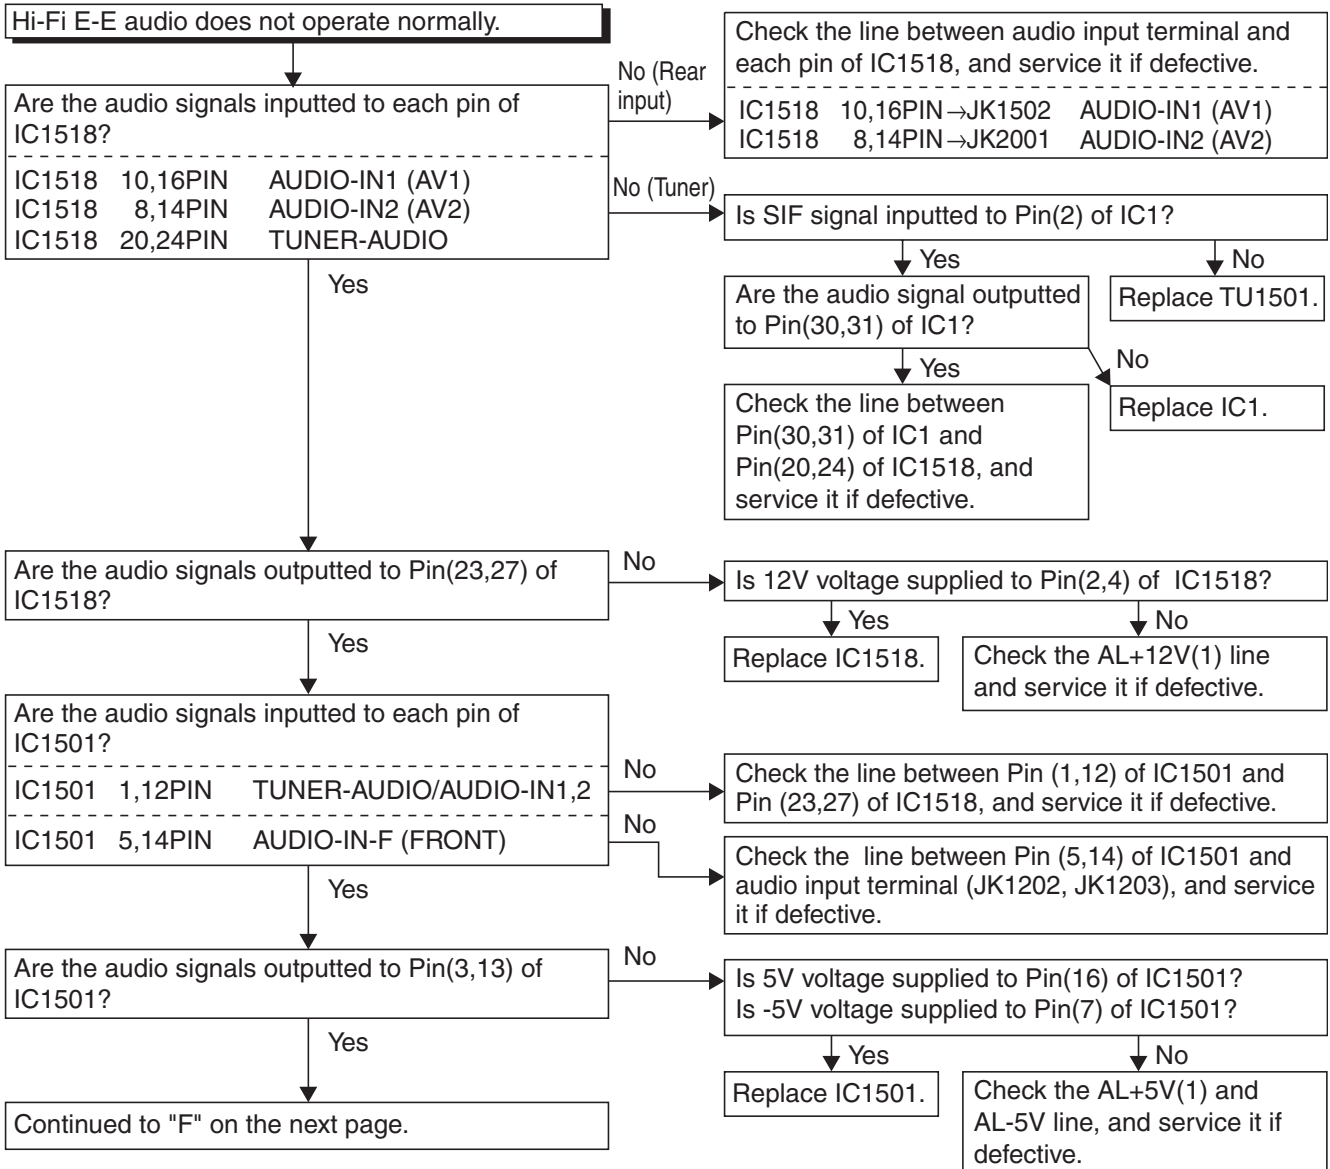 Hi-Fi E-E audio does not operate normally.
Are the audio signals inputted to each pin of
IC1518?
IC1518 10,16PIN AUDIO-IN1 (AV1)
IC1518 8,14PIN AUDIO-IN2 (AV2)
IC1518 20,24PIN TUNER-AUDIO
No (Rear
input)
Check the line between audio input terminal and
each pin of IC1518, and service it if defective.
IC1518 10,16PIN→JK1502 AUDIO-IN1 (AV1)
IC1518 8,14PIN→JK2001 AUDIO-IN2 (AV2)
No (Tuner)
Is SIF signal inputted to Pin(2) of IC1?
Yes
No
Are the audio signal outputted
to Pin(30,31) of IC1?
Replace TU1501.
Yes
No
Check the line between
Pin(30,31) of IC1 and
Pin(20,24) of IC1518, and
service it if defective.
Replace IC1.
Yes
Are the audio signals outputted to Pin(23,27) of
IC1518?
No
Is 12V voltage supplied to Pin(2,4) of IC1518?
Yes
No
Replace IC1518.
Check the AL+12V(1) line
and service it if defective.
Yes
Are the audio signals inputted to each pin of
IC1501?
IC1501 1,12PIN TUNER-AUDIO/AUDIO-IN1,2
IC1501 5,14PIN AUDIO-IN-F (FRONT)
No
Check the line between Pin (1,12) of IC1501 and
Pin (23,27) of IC1518, and service it if defective.
No
Check the line between Pin (5,14) of IC1501 and
audio input terminal (JK1202, JK1203), and service
it if defective.
Yes
Are the audio signals outputted to Pin(3,13) of
IC1501?
No
Is 5V voltage supplied to Pin(16) of IC1501?
Is -5V voltage supplied to Pin(7) of IC1501?
Yes
No
Replace IC1501.
Check the AL+5V(1) and
AL-5V line, and service it if
defective.
Yes
Continued to "F" on the next page.